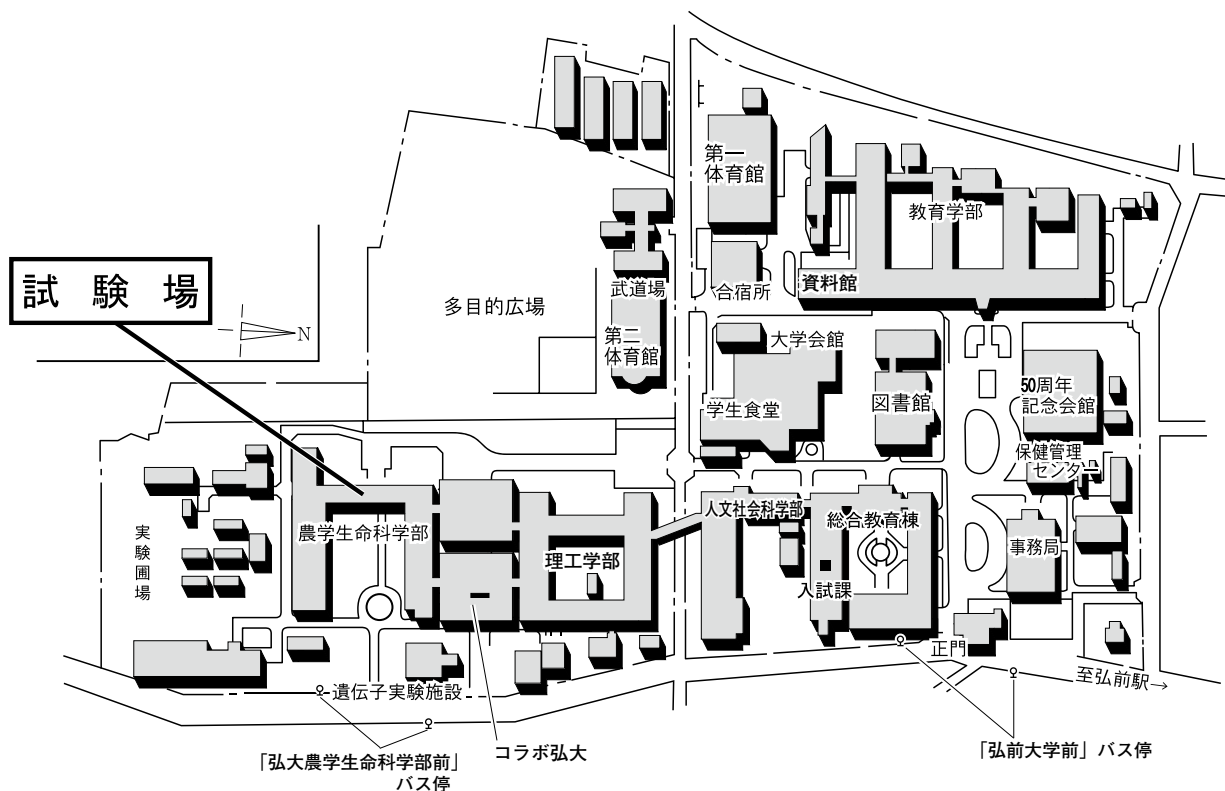 第一
体育館
教育学部
試験場
武道場
合宿所
資料館
多目的広場
N
第二
体育館
大学会館
学生食堂
図書館
50周年
記念会館
保健管理
センター
人文社会科学部
総合教育棟
農学生命科学部
実験圃場
理工学部
事務局
入試課
正門
遺伝子実験施設
至弘前駅→
コラボ弘大
「弘前大学前」バス停
「弘大農学生命科学部前」
バス停